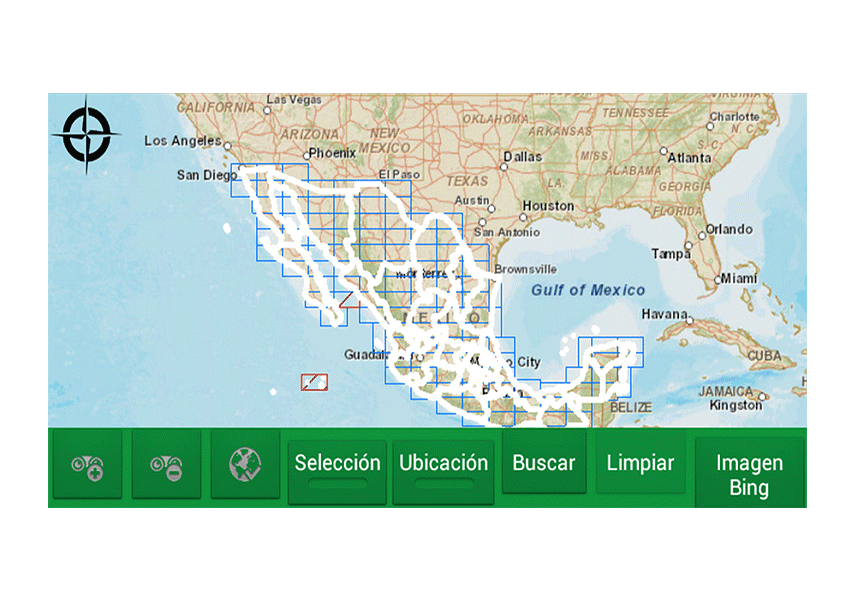 Las Vegas
CALIFORNIA
Los Angeles
ARIZONA
NEW
MEXICO
Phoenix
San Diego
El Paso
OKLAHOMA
TENNESSEE
Charlotte
N. C.
ARKANSAS
Dallas
MISS.
Atlanta
S. C.
ALABAMA
TEXAS
LA.
GEORGIA
Austin
Houston
San Antonio
FLORIDA
Orlando
Tampa
Miami
Monterrey
Brownsville
Gulf of Mexico
Havana
CUBA
City
BELIZE
JAMAICA
Kingston
Selección
Ubicación
Buscar
Limpiar
Imagen
Bing